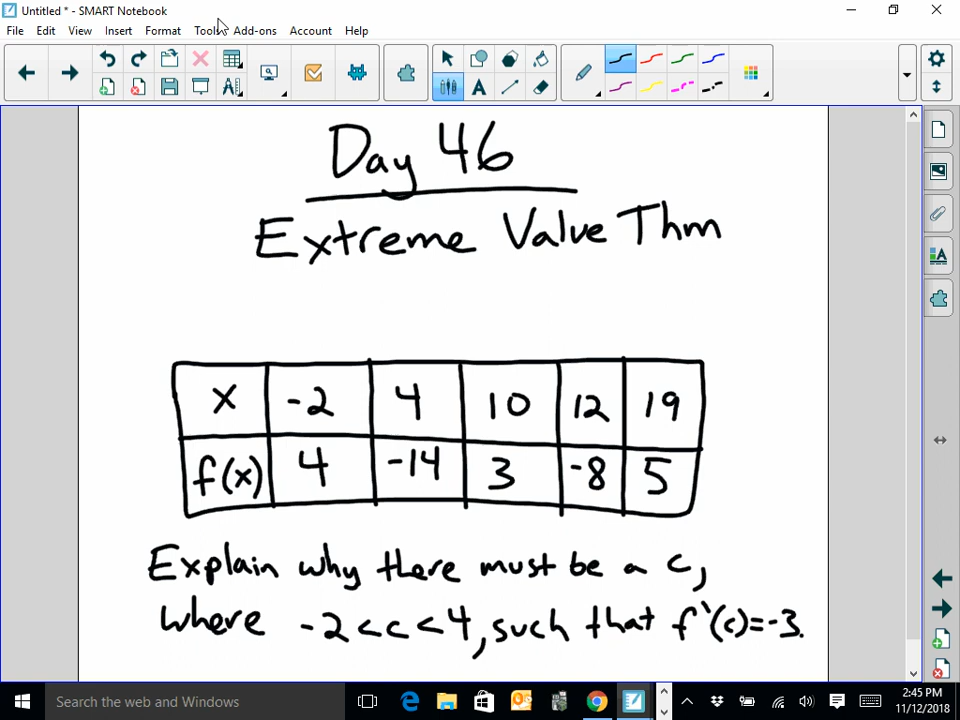 Untitled * - SMART Notebook
File Edit View Insert Format Tools Add-ons Account Help
Day 46
Extreme Value Thm
x -2 4 10 12 19
f(x) 4 -14 3 -8 5
Explain why there must be a c,
where -2<c<4, such that f'(c)=-3.
Search the web and Windows
2:45 PM
11/12/2018